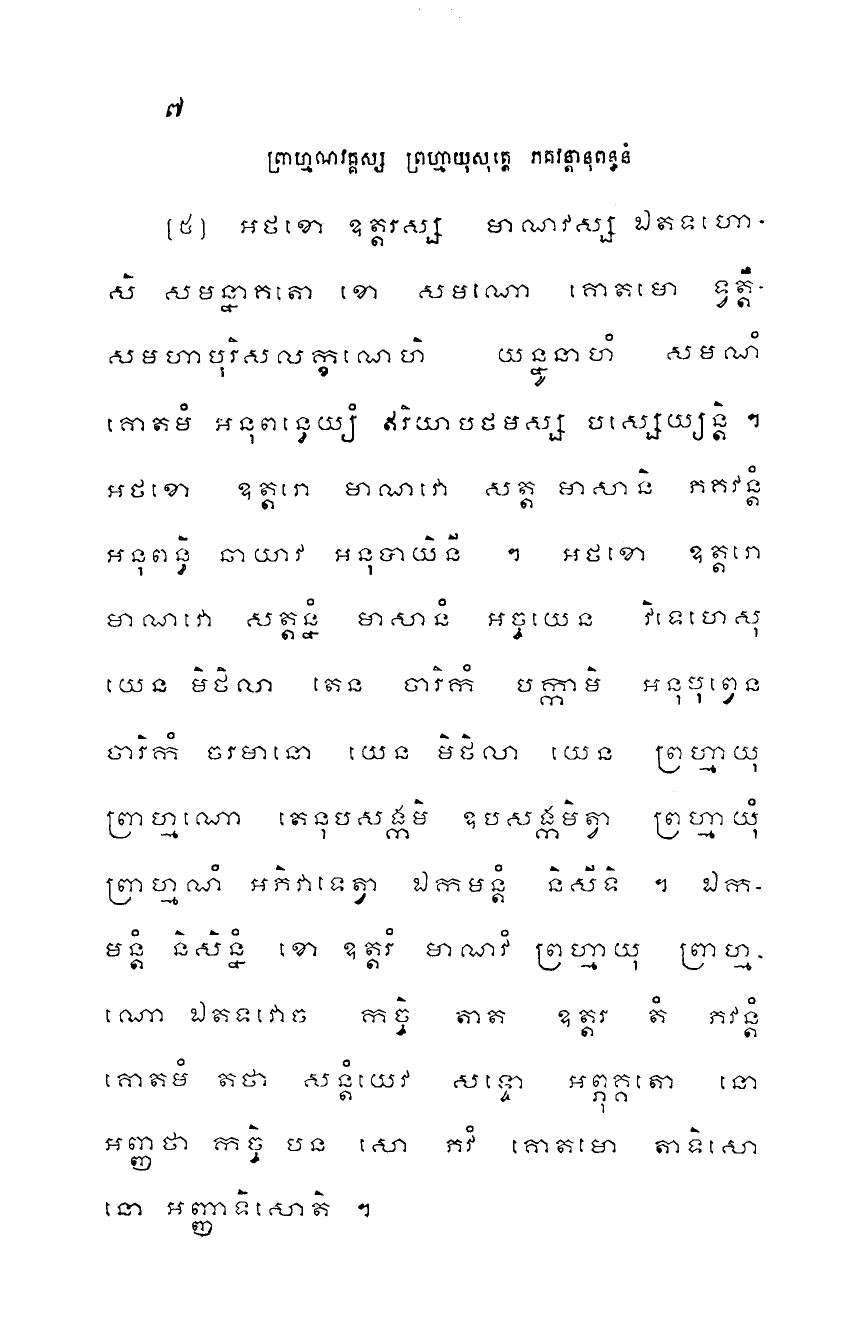 ៧
ព្រាហ្មណវគ្គស្ស ព្រហ្មាយុសុត្តេ ភគវន្តានុពន្ធនំ
[៥] អថខោ ឧត្តរស្ស មាណវស្ស ឯតទហោ-
សិ សមន្នាគតោ ខោ សមណោ គោតមោ ទ្វត្តឹ-
សមហាបុរិសលក្ខណេហិ យន្នូនាហំ សមណំ
គោតមំ អនុពន្ធេយ្យំ ឥរិយាបថមស្ស បស្សេយ្យន្តិ ។
អថខោ ឧត្តរោ មាណវោ សត្ត មាសានិ ភគវន្តំ
អនុពន្ធិ ឆាយាវ អនុបាយិនី ។ អថខោ ឧត្តរោ
មាណវោ សត្តន្នំ មាសានំ អច្ចយេន វិទេហេសុ
យេន មិថិលា តេន ចារិកំ បក្កាមិ អនុបុព្វេន
ចារិកំ ចរមានោ យេន មិថិលា យេន ព្រហ្មាយុ
ព្រាហ្មណោ តេនុបសង្កមិ ឧបសង្កមិត្វា ព្រហ្មាយុំ
ព្រាហ្មណំ អភិវាទេត្វា ឯកមន្តំ និសីទិ ។ ឯក-
មន្តំ និសិន្នំ ខោ ឧត្តរំ មាណវំ ព្រហ្មាយុ ព្រាហ្ម-
ណោ ឯតទវោច កច្ចិ តាត ឧត្តរ តំ ភវន្តំ
គោតមំ តថា សន្តំយេវ សទ្ទោ អព្ភុគ្គតោ នោ
អញ្ញថា កច្ចិ បន សោ ភវំ គោតមោ តាទិសោ
នោ អញ្ញាទិសោតិ ។